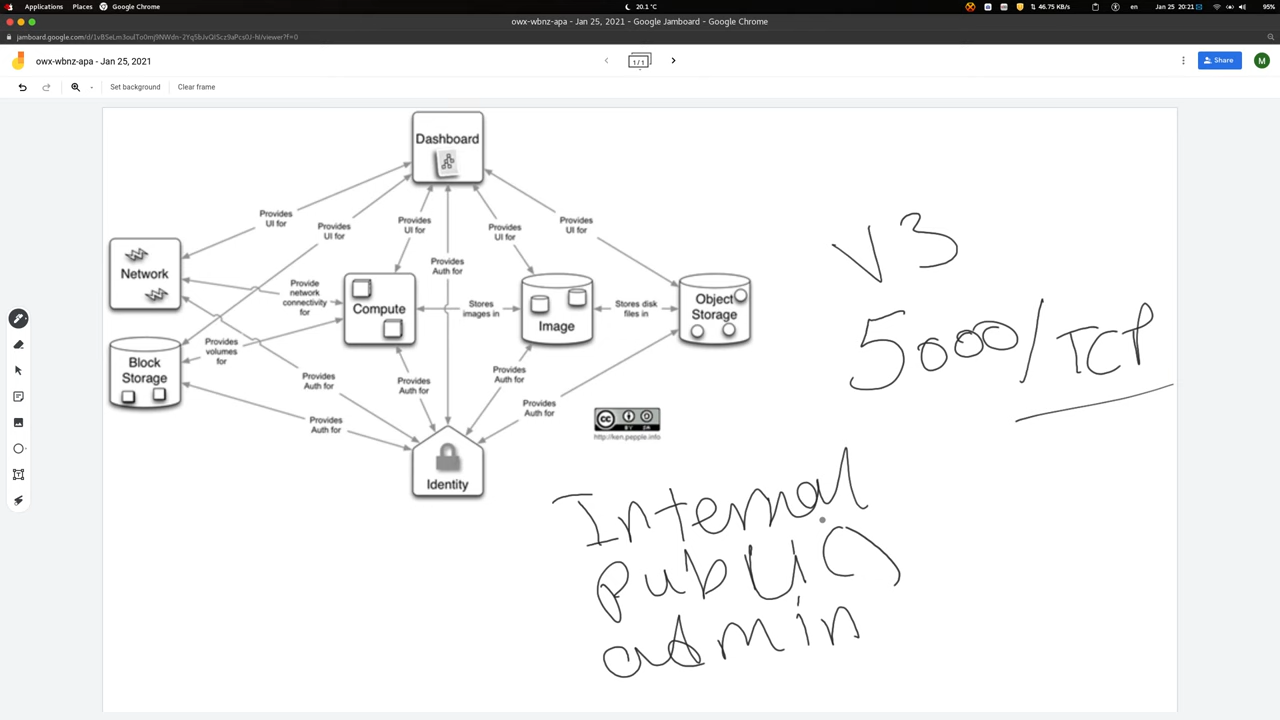 Applications Places Google Chrome 20.1 °C 46.75 KB/s en Jan 25 20:21 95%
owx-wbnz-apa - Jan 25, 2021 - Google Jamboard - Google Chrome
owx-wbnz-apa - Jan 25, 2021
1/1
Share
M
Set background Clear frame
Dashboard
Provides
UI for
Provides
UI for
Provides
UI for
Provides
UI for
Provides
UI for
Provides
Auth for
Network
Provide
network
connectivity
for
Compute
Stores
images in
Image
Stores disk
files in
Object
Storage
Block
Storage
Provides
volumes
for
Provides
Auth for
Provides
Auth for
Provides
Auth for
Provides
Auth for
Provides
Auth for
Identity
cc
BY
http://ken.pepple.info
V3
5000/TCP
Internal
public
admin